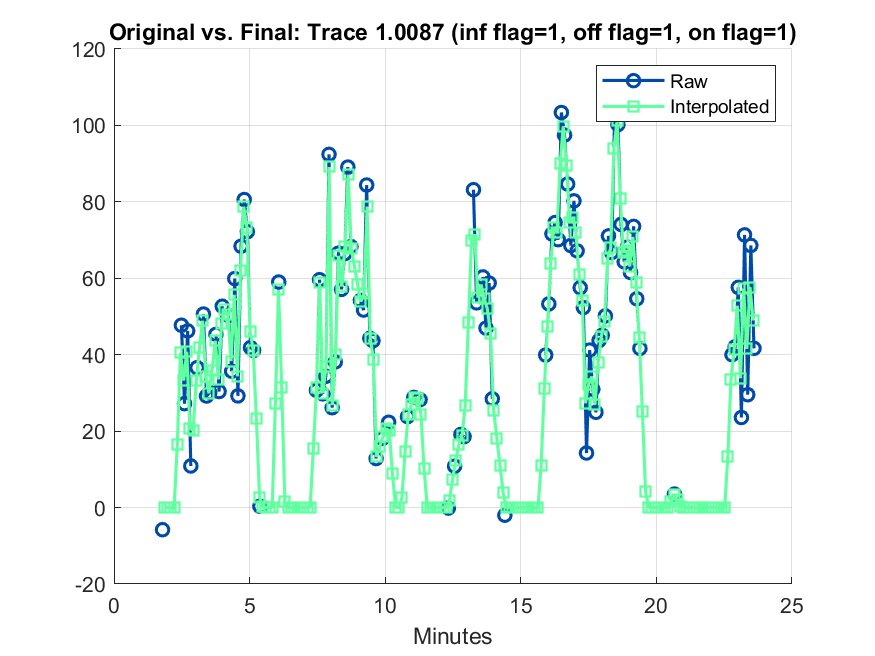 Original vs. Final: Trace 1.0087 (inf flag=1, off flag=1, on flag=1)
120
100
80
60
40
20
0
-20
Raw
Interpolated
0 5 10 15 20 25
Minutes